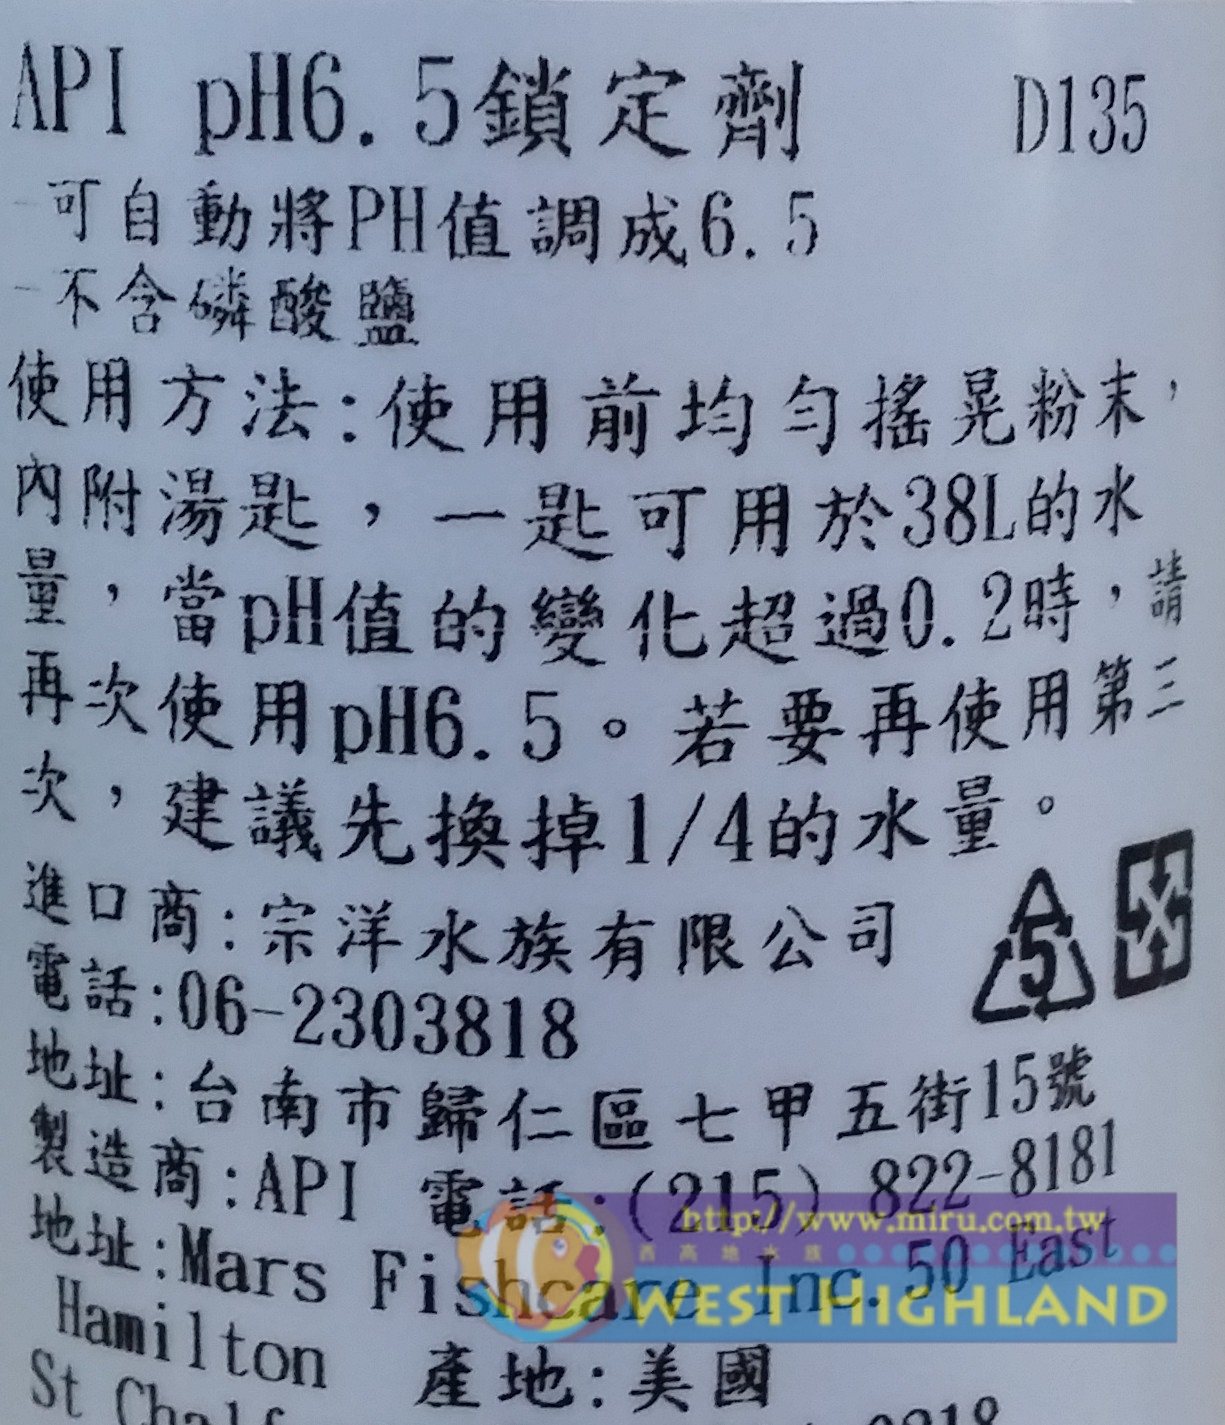 API pH6.5鎖定劑 D135
-可自動將PH值調成6.5
-不含磷酸鹽
使用方法:使用前均勻搖晃粉末,
內附湯匙,一匙可用於38L的水
量,當pH值的變化超過0.2時,請
再次使用pH6.5。若要再使用第三
次,建議先換掉1/4的水量。
進口商:宗洋水族有限公司
5
電話:06-2303818
地址:台南市歸仁區七甲五街15號
製造商:API 電話:(215) 822-8181
地址:Mars Fishcare Inc.50 East
Hamilton 產地:美國
St
http://www.miru.com.tw
西高地水族
WEST HIGHLAND